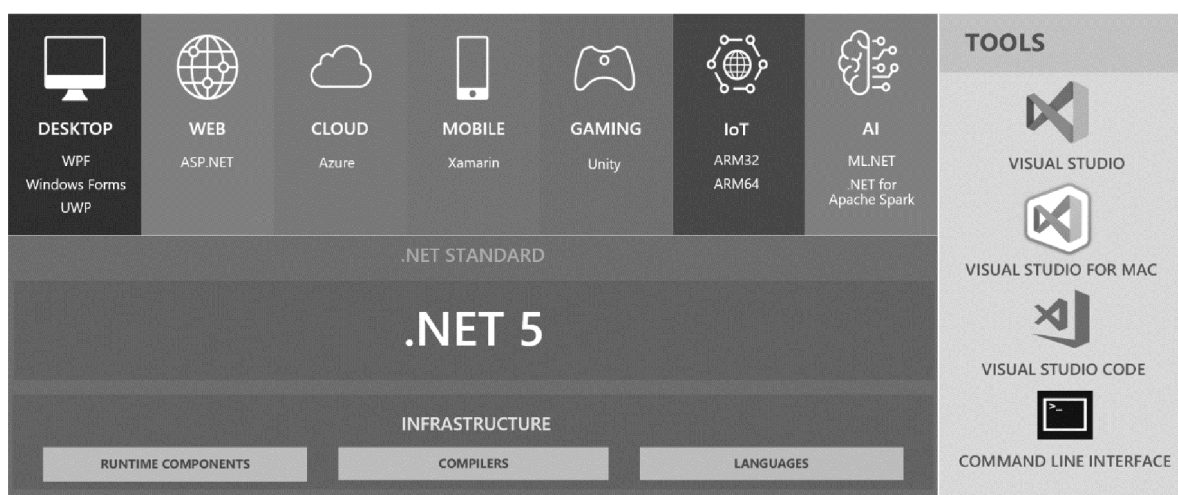 DESKTOP
WPF
Windows Forms
UWP
WEB
ASP.NET
CLOUD
Azure
MOBILE
Xamarin
GAMING
Unity
IoT
ARM32
ARM64
AI
ML.NET
.NET for
Apache Spark
.NET STANDARD
.NET 5
INFRASTRUCTURE
RUNTIME COMPONENTS
COMPILERS
LANGUAGES
TOOLS
VISUAL STUDIO
VISUAL STUDIO FOR MAC
VISUAL STUDIO CODE
>_
COMMAND LINE INTERFACE